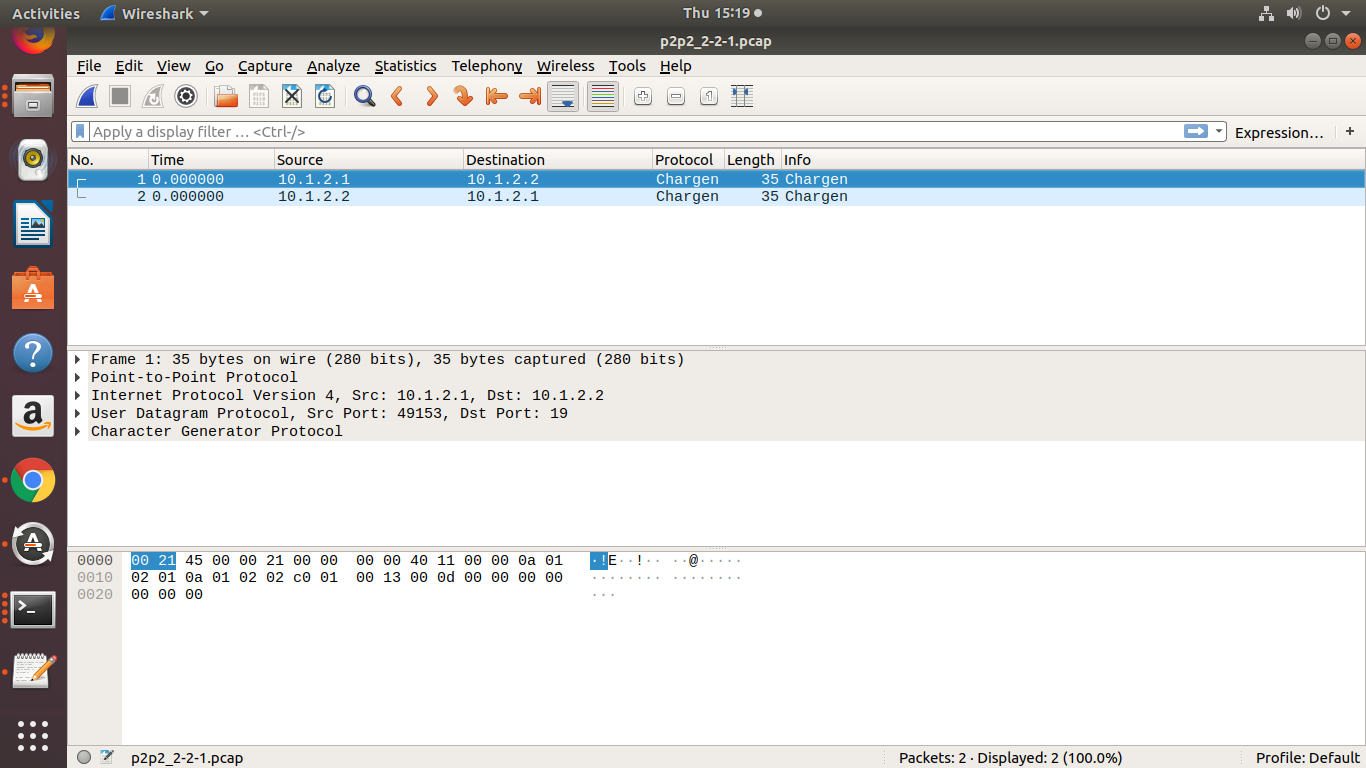 Activities Wireshark Thu 15:19
p2p2_2-2-1.pcap
File Edit View Go Capture Analyze Statistics Telephony Wireless Tools Help
Apply a display filter … <Ctrl-/> Expression… +
No. Time Source Destination Protocol Length Info
1 0.000000 10.1.2.1 10.1.2.2 Chargen 35 Chargen
2 0.000000 10.1.2.2 10.1.2.1 Chargen 35 Chargen
Frame 1: 35 bytes on wire (280 bits), 35 bytes captured (280 bits)
Point-to-Point Protocol
Internet Protocol Version 4, Src: 10.1.2.1, Dst: 10.1.2.2
User Datagram Protocol, Src Port: 49153, Dst Port: 19
Character Generator Protocol
0000 00 21 45 00 00 21 00 00 00 00 40 11 00 00 0a 01 ·!E··!·· ··@·····
0010 02 01 0a 01 02 02 c0 01 00 13 00 0d 00 00 00 00 ········ ········
0020 00 00 00 ···
p2p2_2-2-1.pcap Packets: 2 · Displayed: 2 (100.0%) Profile: Default